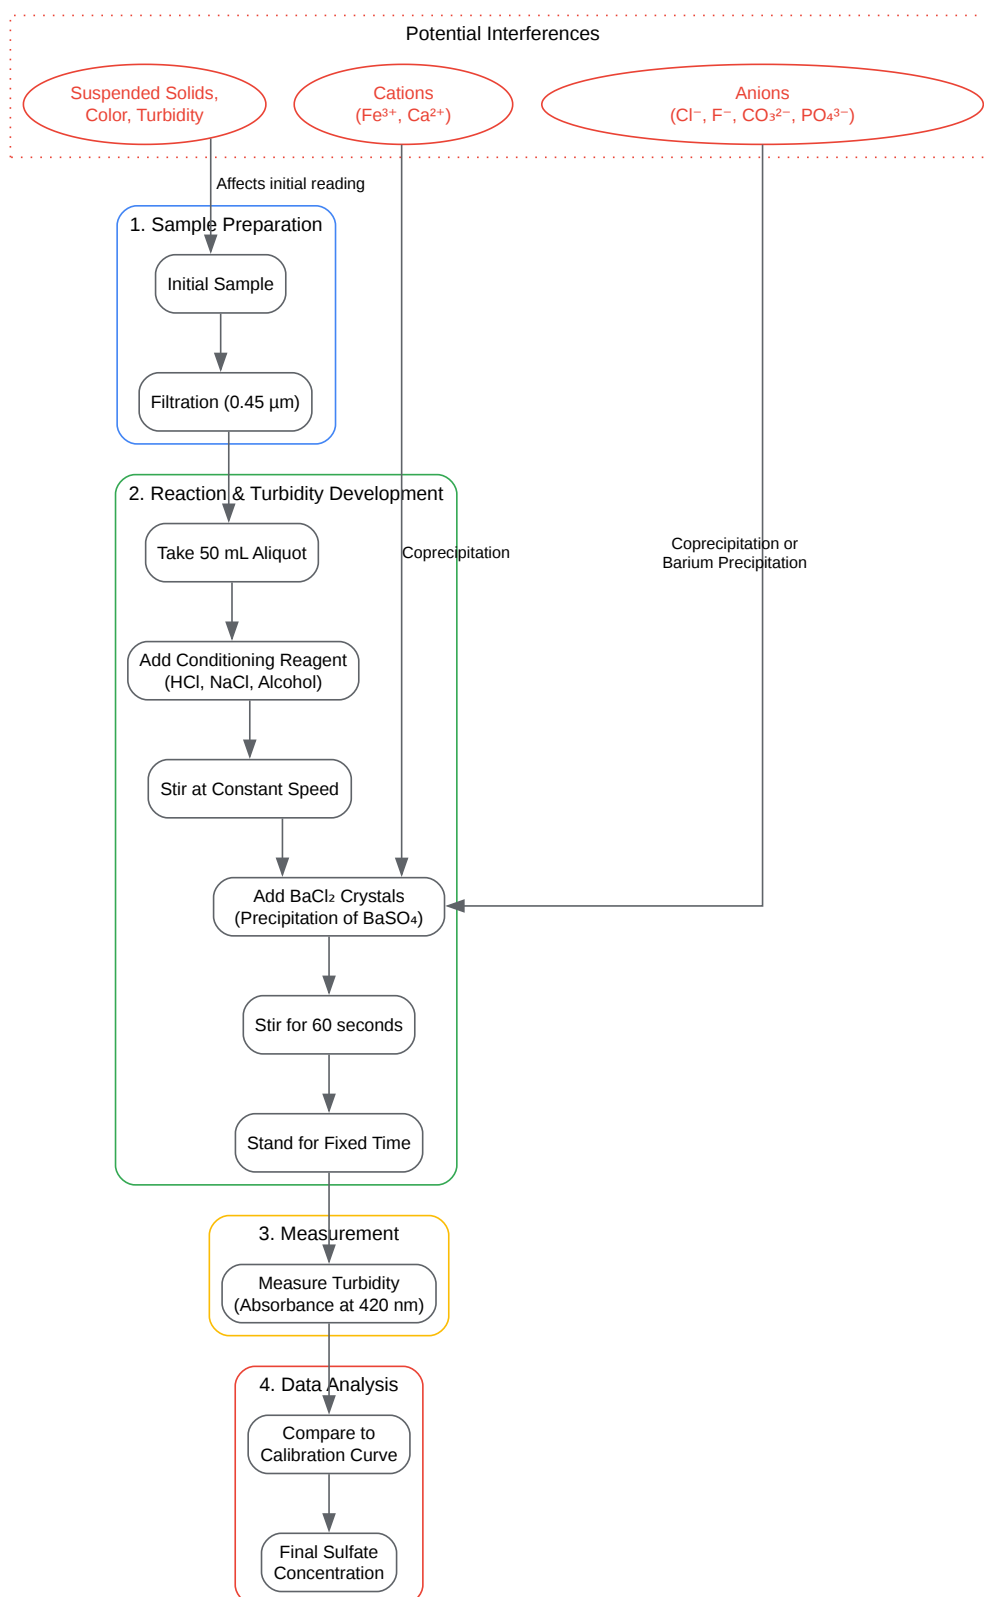 Potential Interferences
Suspended Solids,
Color, Turbidity
Cations
(Fe³⁺, Ca²⁺)
Anions
(Cl⁻, F⁻, CO₃²⁻, PO₄³⁻)
Affects initial reading
1. Sample Preparation
Initial Sample
Filtration (0.45 µm)
2. Reaction & Turbidity Development
Take 50 mL Aliquot
Coprecipitation
Coprecipitation or
Barium Precipitation
Add Conditioning Reagent
(HCl, NaCl, Alcohol)
Stir at Constant Speed
Add BaCl₂ Crystals
(Precipitation of BaSO₄)
Stir for 60 seconds
Stand for Fixed Time
3. Measurement
Measure Turbidity
(Absorbance at 420 nm)
4. Data Analysis
Compare to
Calibration Curve
Final Sulfate
Concentration